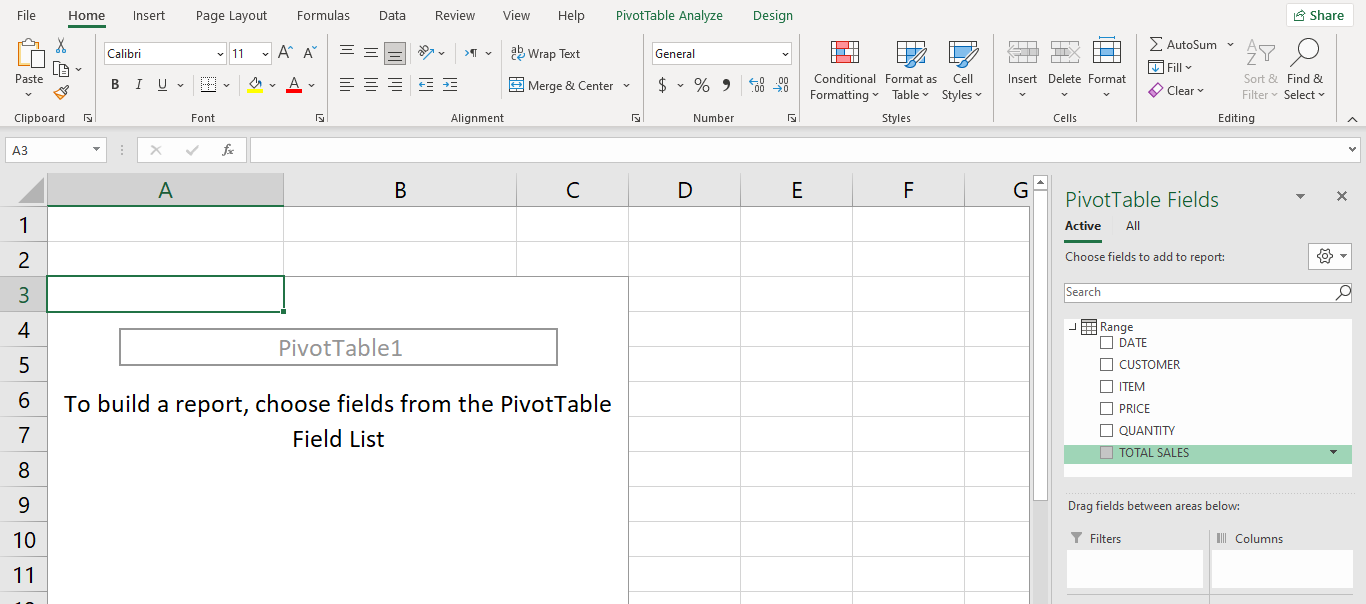 File Home Insert Page Layout Formulas Data Review View Help PivotTable Analyze Design Share
Calibri 11 A^ A˅ ab Wrap Text General Σ AutoSum
Paste Conditional Format as Cell Insert Delete Format Fill Sort & Find &
B I U A Merge & Center $ % 9 Formatting Table Styles Clear Filter Select
Clipboard Font Alignment Number Styles Cells Editing
A3 fx
A B C D E F G
1
2
3
4
5
6
7
8
9
10
11
PivotTable1
To build a report, choose fields from the PivotTable
Field List
PivotTable Fields
Active All
Choose fields to add to report:
Search
Range
DATE
CUSTOMER
ITEM
PRICE
QUANTITY
TOTAL SALES
Drag fields between areas below:
Filters Columns